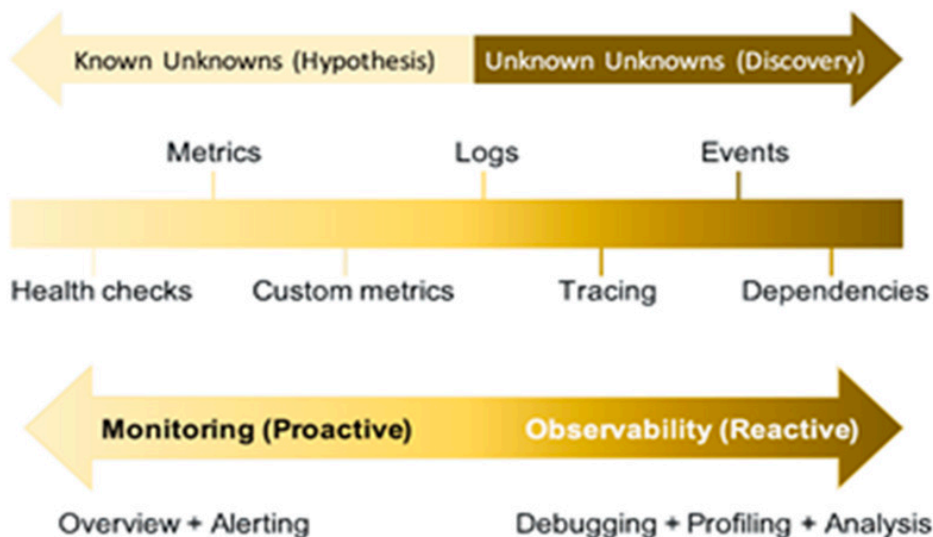 Known Unknowns (Hypothesis)
Unknown Unknowns (Discovery)
Metrics
Logs
Events
Health checks
Custom metrics
Tracing
Dependencies
Monitoring (Proactive)
Observability (Reactive)
Overview + Alerting
Debugging + Profiling + Analysis